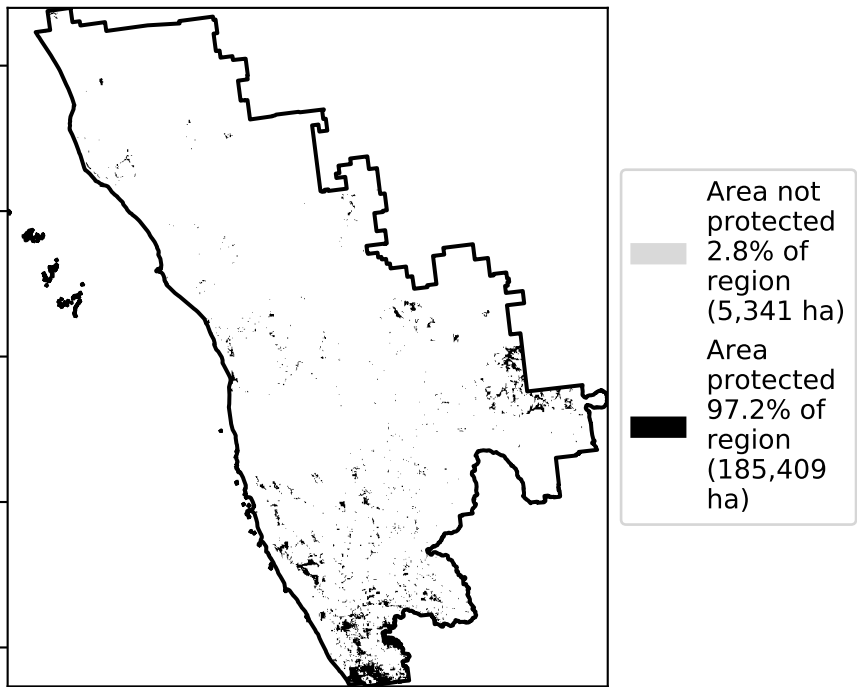 Area not
protected
2.8% of
region
(5,341 ha)
Area
protected
97.2% of
region
(185,409
ha)